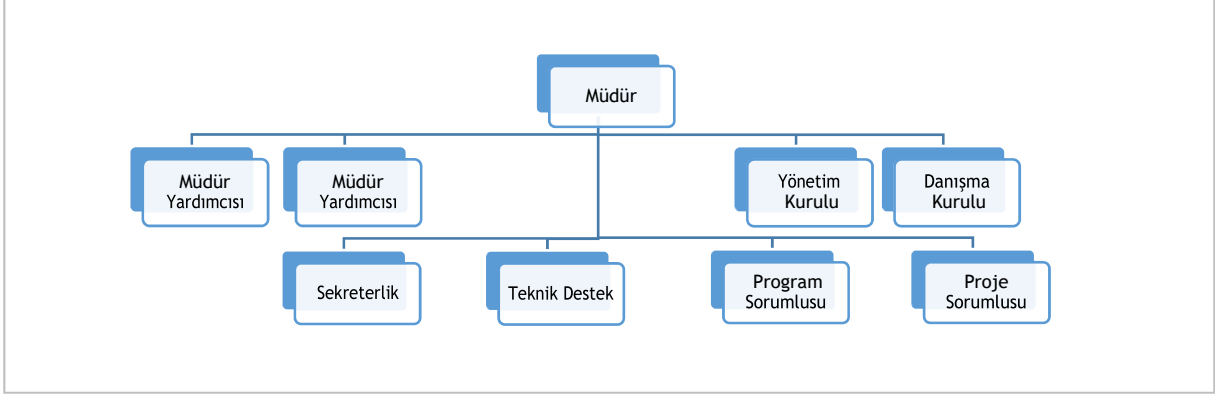 Müdür
Müdür
Yardımcısı
Müdür
Yardımcısı
Yönetim
Kurulu
Danışma
Kurulu
Sekreterlik
Teknik Destek
Program
Sorumlusu
Proje
Sorumlusu